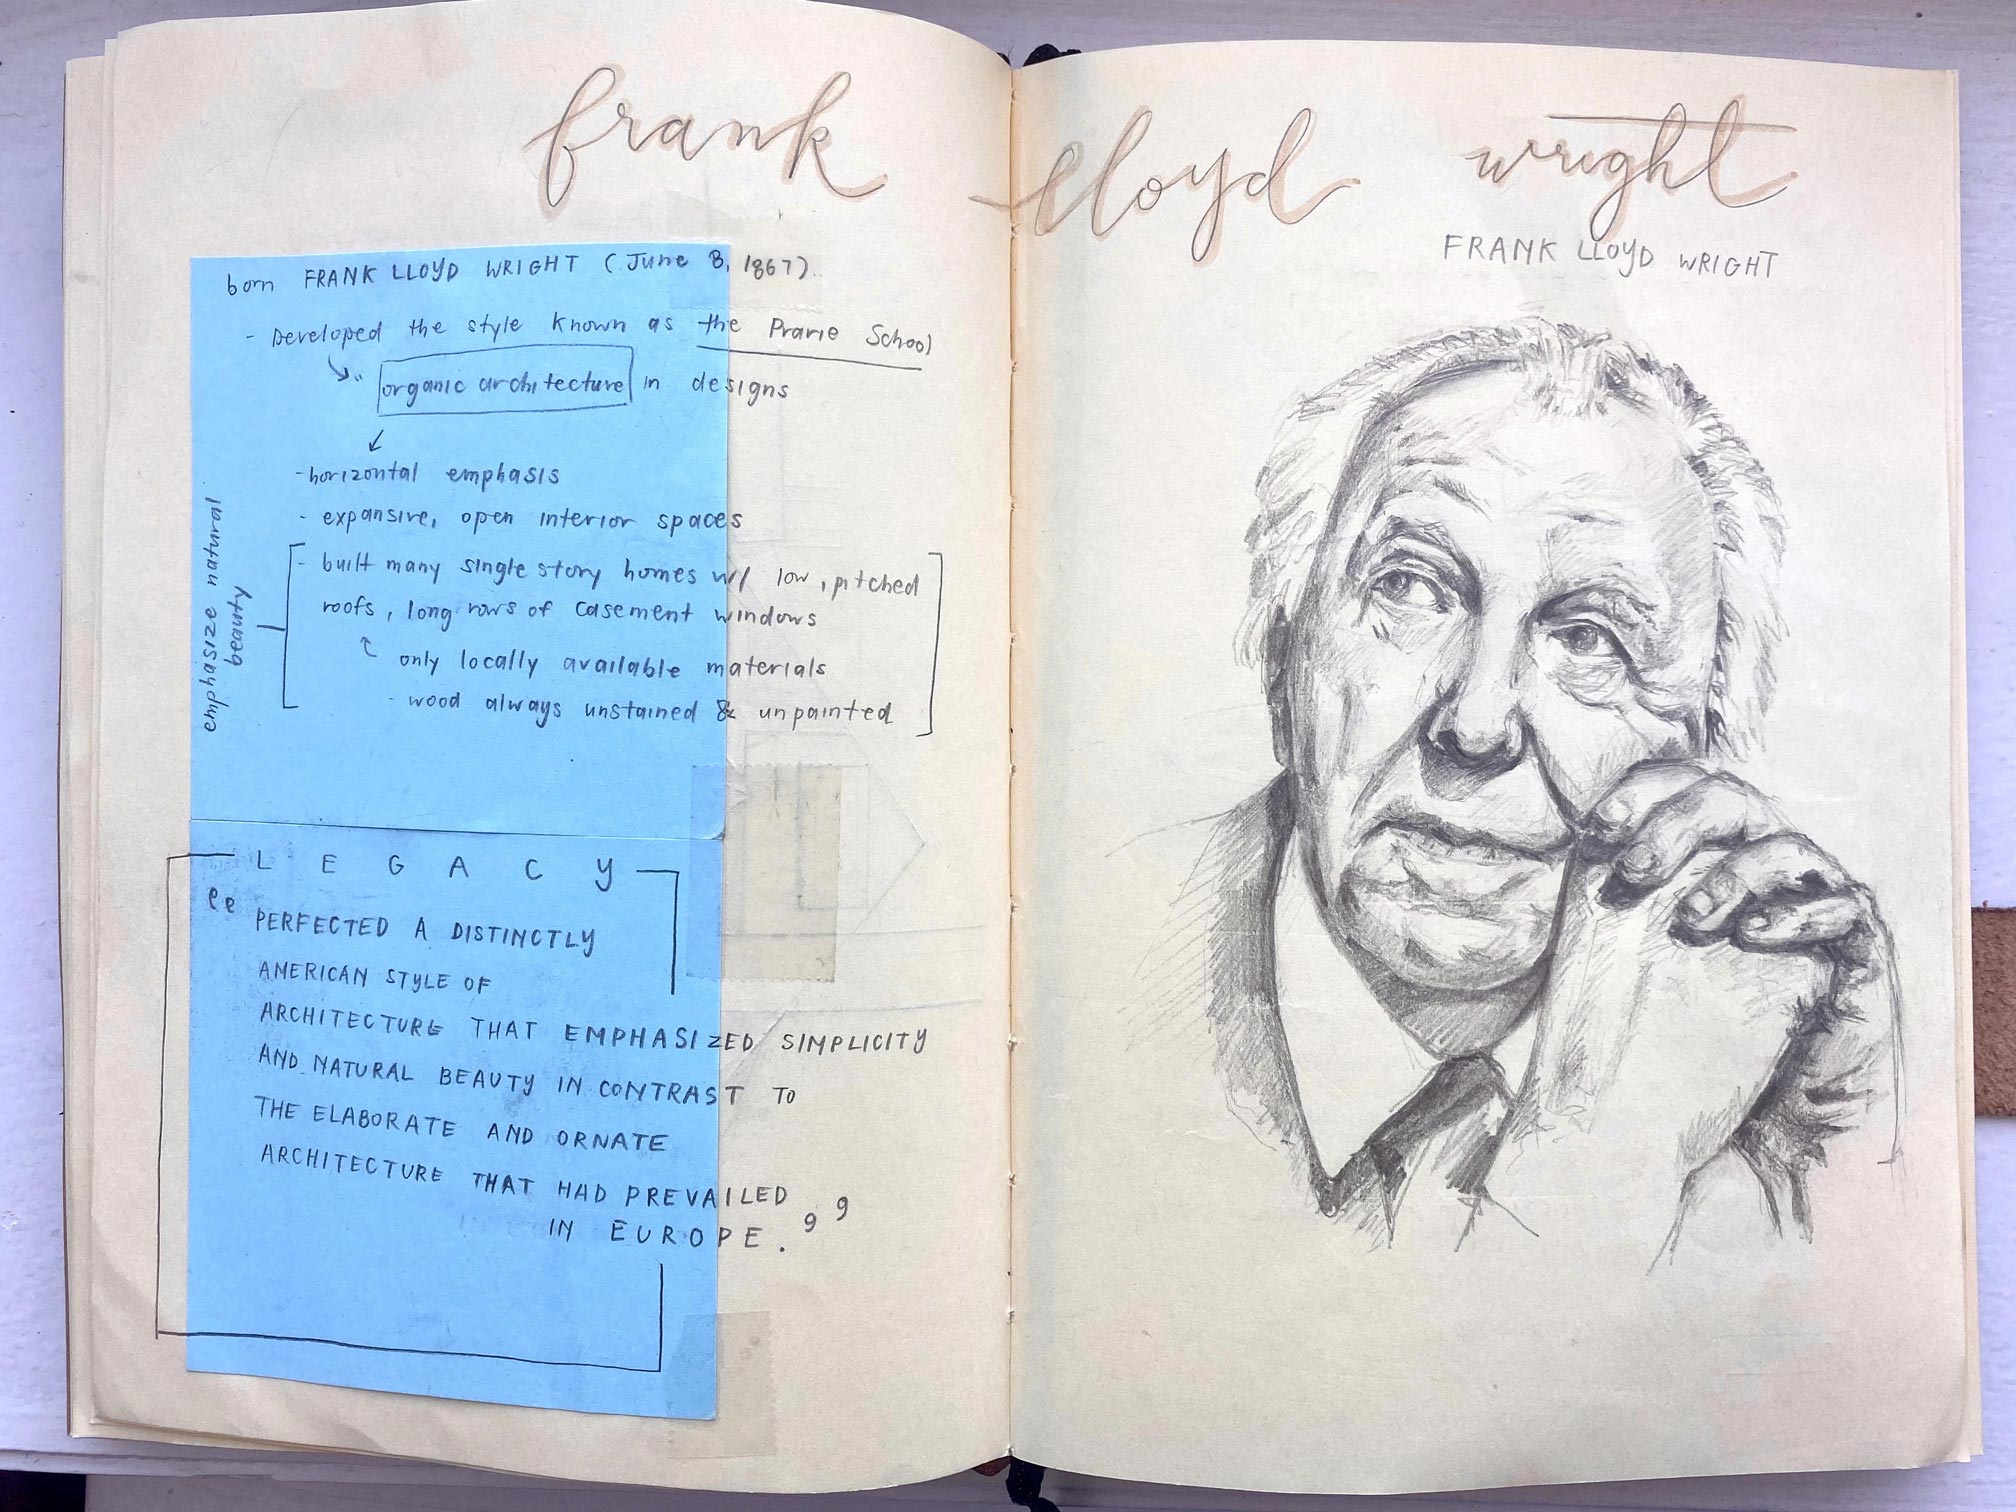 frank lloyd wright
FRANK LLOYD WRIGHT
born FRANK LLOYD WRIGHT (June 8, 1867)
- Developed the style known as the Prarie School
organic architecture in designs
- horizontal emphasis
- expansive, open interior spaces
- built many single story homes w/ low, pitched
roofs, long rows of casement windows
only locally available materials
- wood always unstained & unpainted
emphasize natural
beauty
LEGACY
“PERFECTED A DISTINCTLY
AMERICAN STYLE OF
ARCHITECTURE THAT EMPHASIZED SIMPLICITY
AND NATURAL BEAUTY IN CONTRAST TO
THE ELABORATE AND ORNATE
ARCHITECTURE THAT HAD PREVAILED
IN EUROPE.”